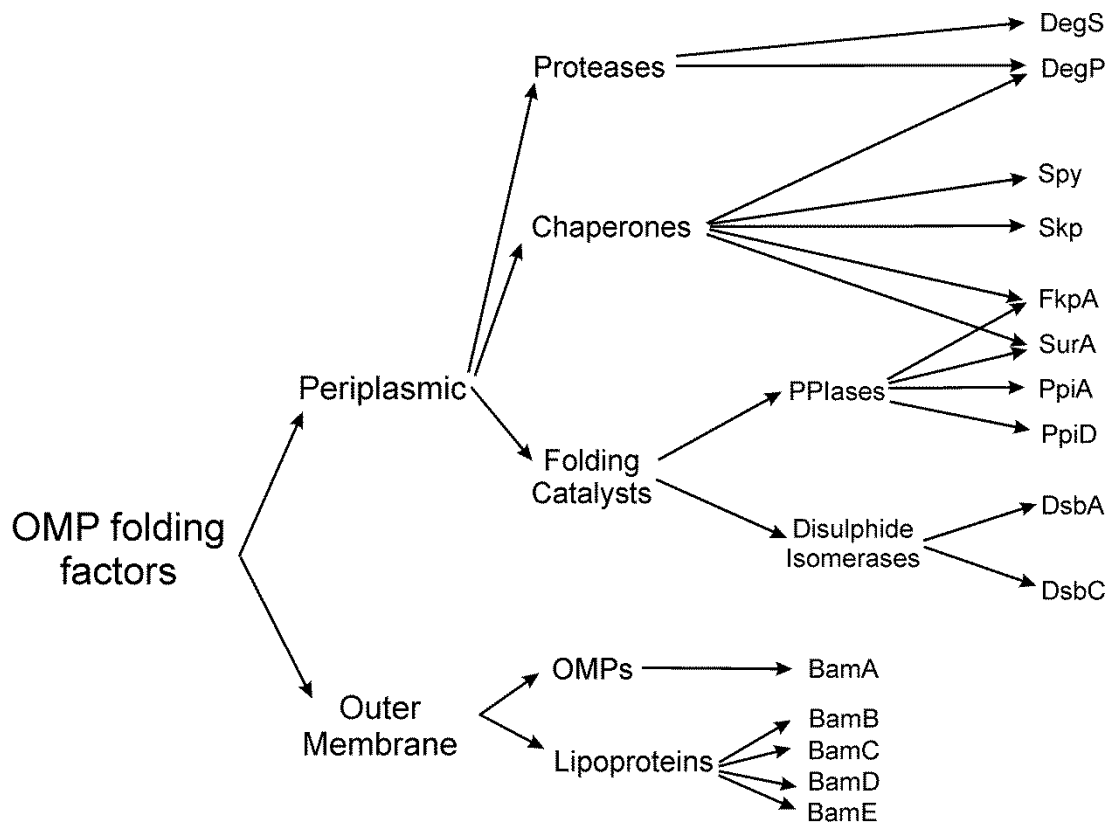 OMP folding
factors
Periplasmic
Outer
Membrane
Proteases
Chaperones
Folding
Catalysts
PPIases
Disulphide
Isomerases
OMPs
Lipoproteins
DegS
DegP
Spy
Skp
FkpA
SurA
PpiA
PpiD
DsbA
DsbC
BamA
BamB
BamC
BamD
BamE